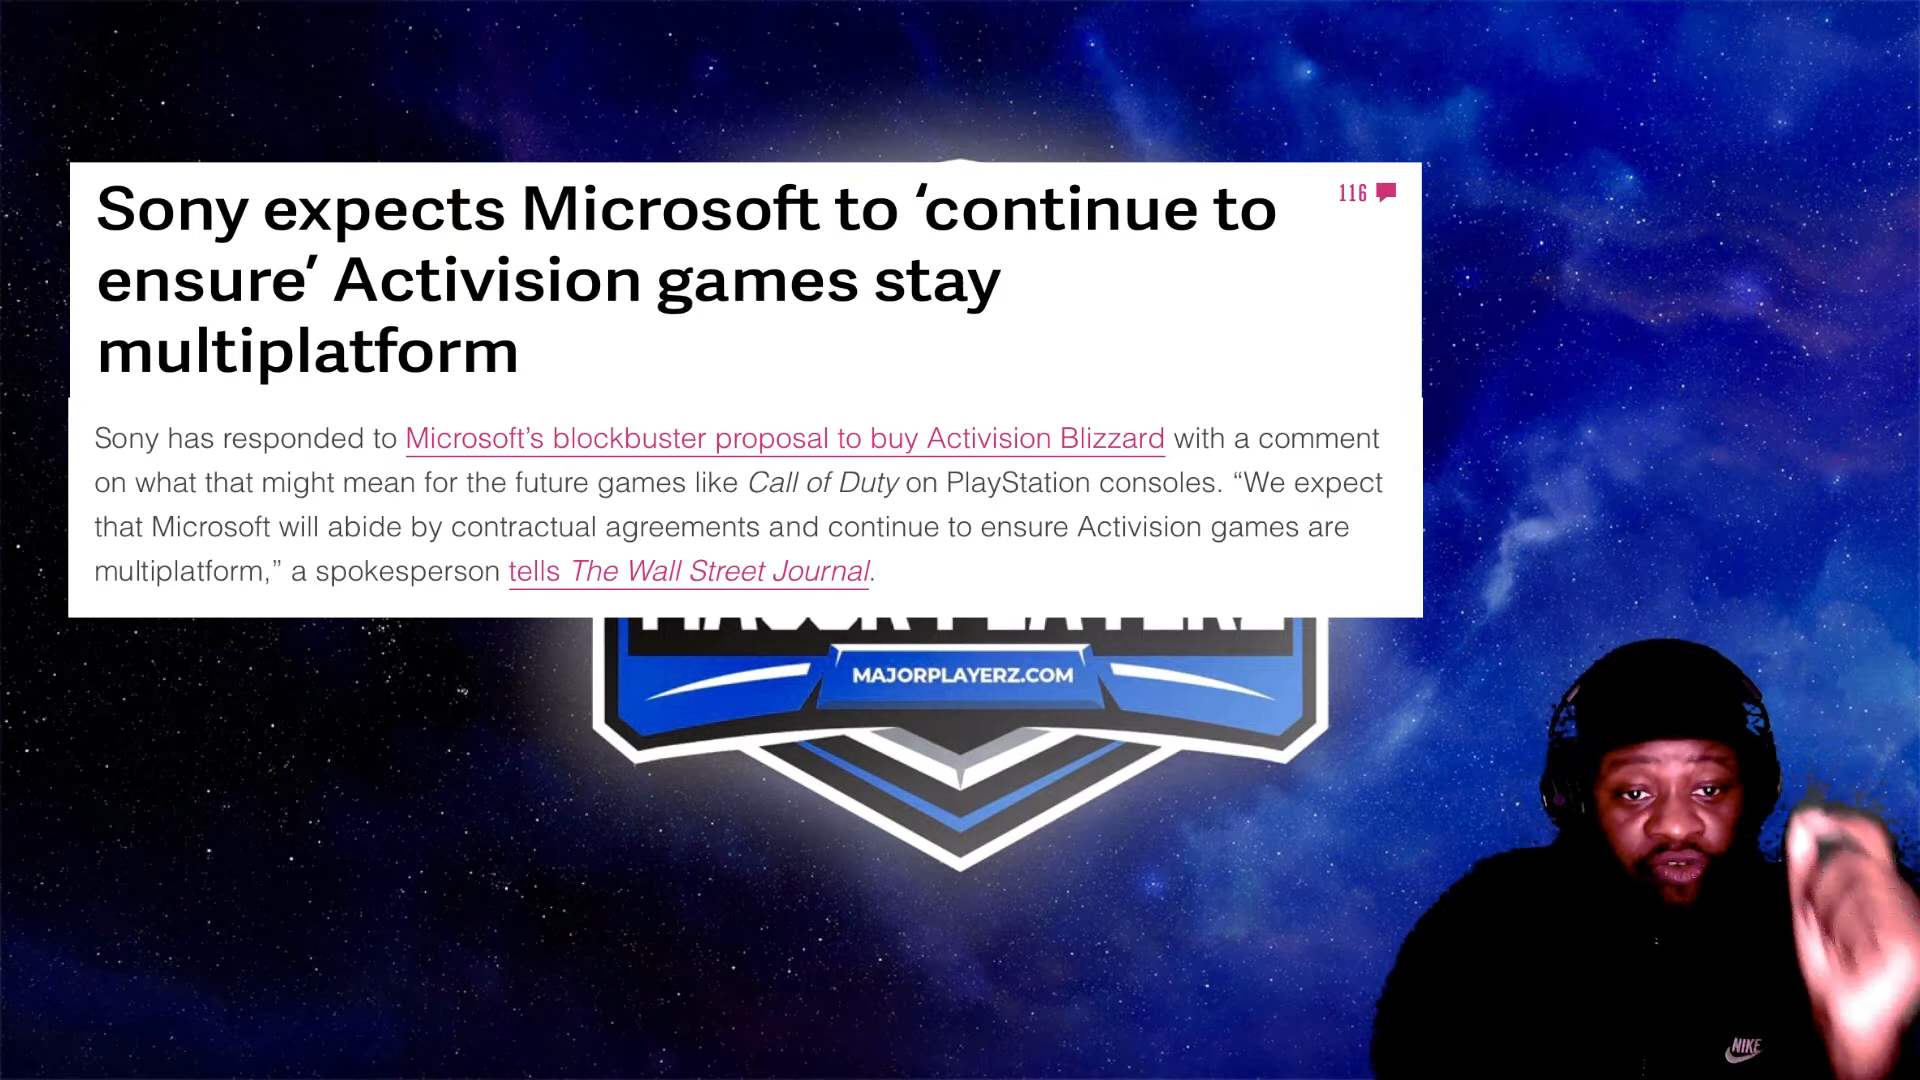 Sony expects Microsoft to ‘continue to
116
ensure’ Activision games stay
multiplatform
Sony has responded to Microsoft’s blockbuster proposal to buy Activision Blizzard with a comment
on what that might mean for the future games like Call of Duty on PlayStation consoles. “We expect
that Microsoft will abide by contractual agreements and continue to ensure Activision games are
multiplatform,” a spokesperson tells The Wall Street Journal.
MAJORPLAYERZ.COM
NIKE